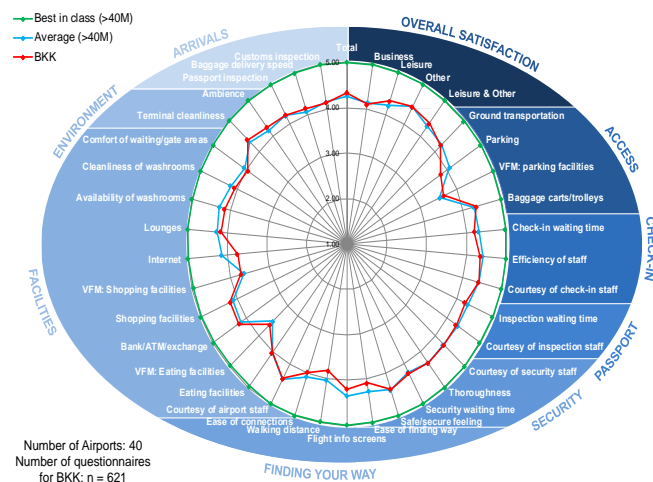 Best in class (>40M)
Average (>40M)
BKK
ARRIVALS
OVERALL SATISFACTION
ENVIRONMENT
ACCESS
CHECK-IN
PASSPORT
SECURITY
FINDING YOUR WAY
FACILITIES
Total
Business
Leisure
Other
Leisure & Other
Ground transportation
Parking
VFM: parking facilities
Baggage carts/trolleys
Check-in waiting time
Efficiency of staff
Courtesy of check-in staff
Inspection waiting time
Courtesy of inspection staff
Courtesy of security staff
Thoroughness
Security waiting time
Safe/secure feeling
Ease of finding way
Flight info screens
Walking distance
Ease of connections
Courtesy of airport staff
Eating facilities
VFM: Eating facilities
Bank/ATM/exchange
Shopping facilities
VFM: Shopping facilities
Internet
Lounges
Availability of washrooms
Cleanliness of washrooms
Comfort of waiting/gate areas
Terminal cleanliness
Ambience
Passport inspection
Baggage delivery speed
Customs inspection
5.00
4.00
3.00
2.00
1.00
Number of Airports: 40
Number of questionnaires
for BKK: n = 621